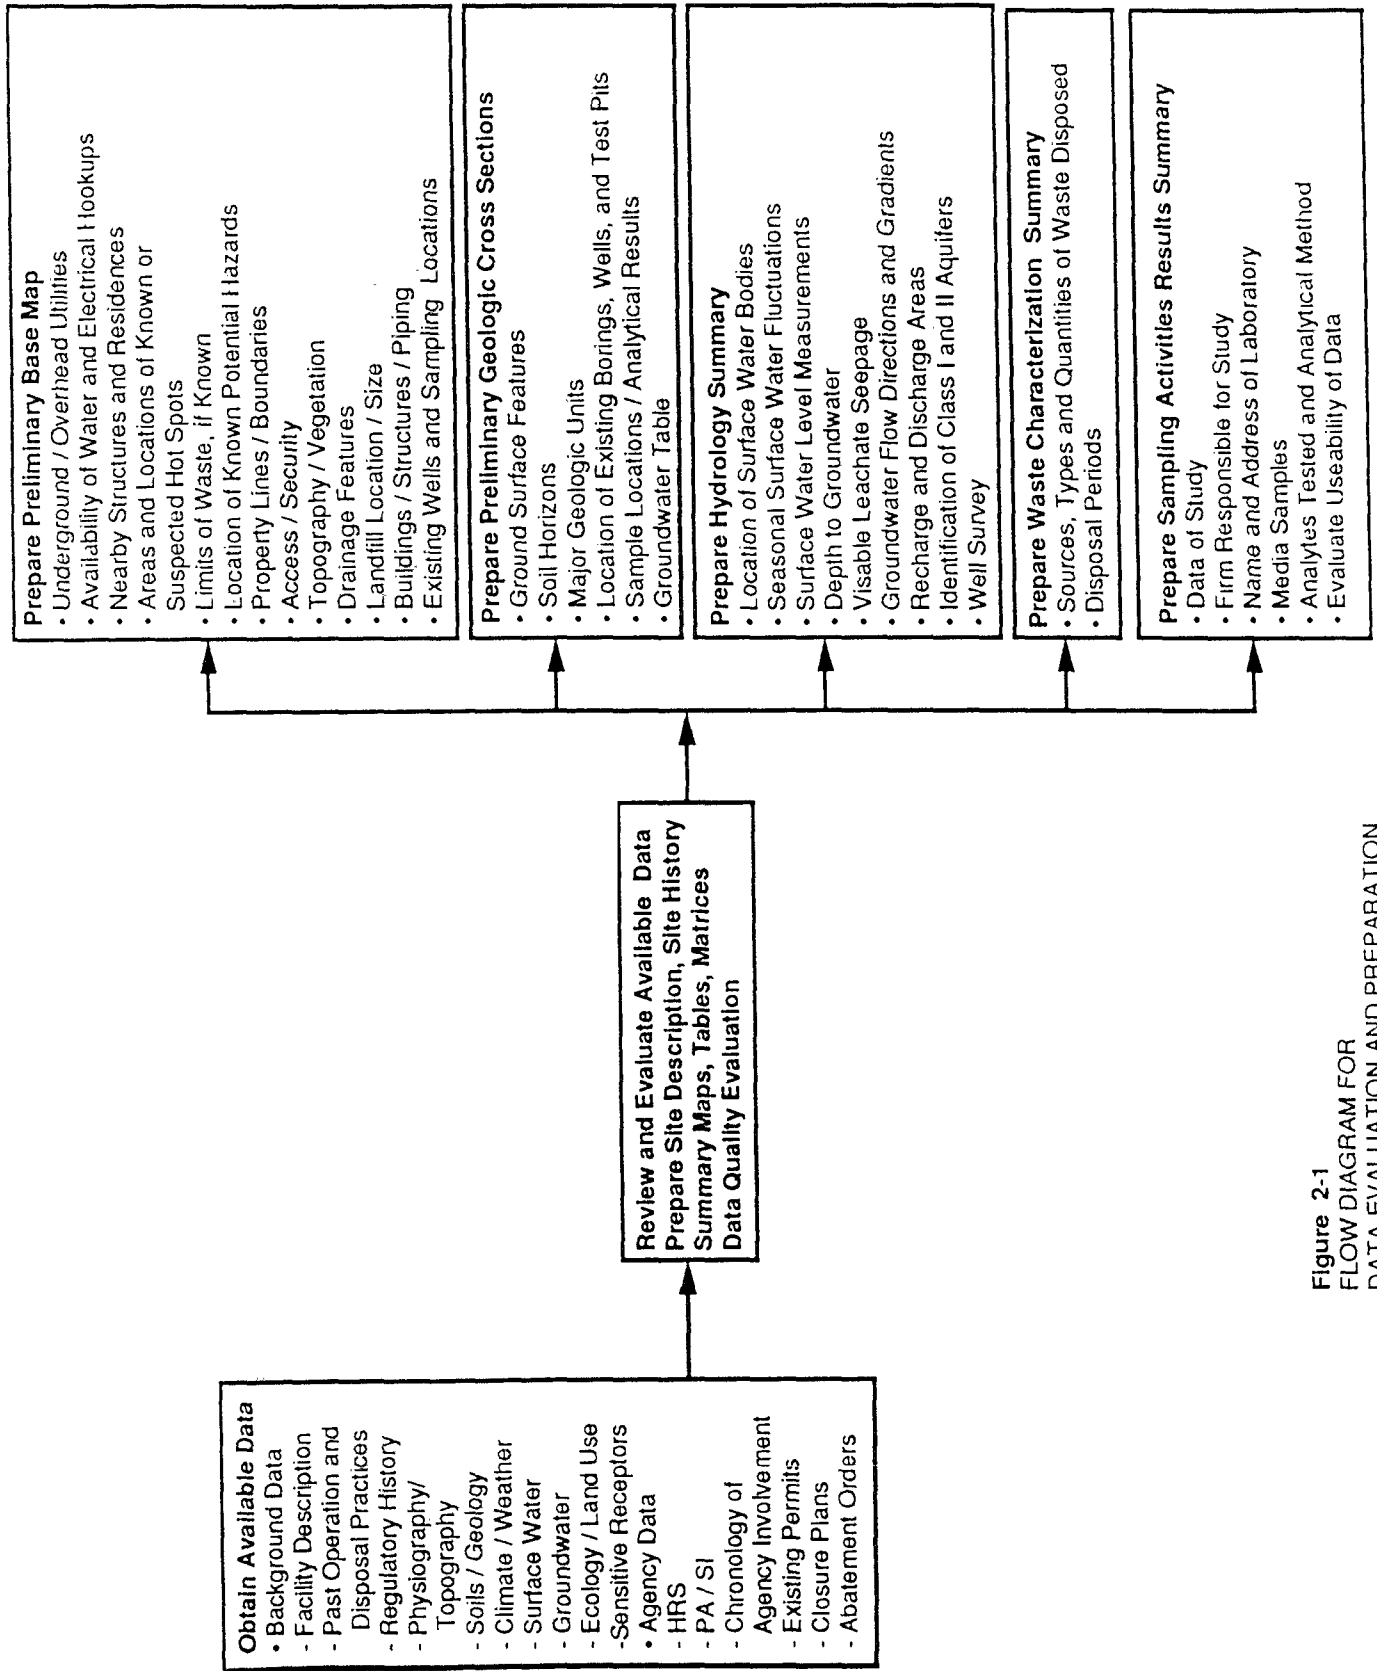 Obtain Available Data
• Background Data
- Facility Description
- Past Operation and
Disposal Practices
- Regulatory History
- Physiography/
Topography
- Soils / Geology
- Climate / Weather
- Surface Water
- Groundwater
- Ecology / Land Use
-Sensitive Receptors
• Agency Data
- HRS
- PA / SI
- Chronology of
Agency Involvement
- Existing Permits
- Closure Plans
- Abatement Orders
Review and Evaluate Available Data
Prepare Site Description, Site History
Summary Maps, Tables, Matrices
Data Quality Evaluation
Prepare Preliminary Base Map
• Underground / Overhead Utilities
• Availability of Water and Electrical Hookups
• Nearby Structures and Residences
• Areas and Locations of Known or
Suspected Hot Spots
• Limits of Waste, if Known
• Location of Known Potential Hazards
• Property Lines / Boundaries
• Access / Security
• Topography / Vegetation
• Drainage Features
• Landfill Location / Size
• Buildings / Structures / Piping
• Existing Wells and Sampling Locations
Prepare Preliminary Geologic Cross Sections
• Ground Surface Features
• Soil Horizons
• Major Geologic Units
• Location of Existing Borings, Wells, and Test Pits
• Sample Locations / Analytical Results
• Groundwater Table
Prepare Hydrology Summary
• Location of Surface Water Bodies
• Seasonal Surface Water Fluctuations
• Surface Water Level Measurements
• Depth to Groundwater
• Visable Leachate Seepage
• Groundwater Flow Directions and Gradients
• Recharge and Discharge Areas
• Identification of Class I and II Aquifers
• Well Survey
Prepare Waste Characterization Summary
• Sources, Types and Quantities of Waste Disposed
• Disposal Periods
Prepare Sampling Activities Results Summary
• Data of Study
• Firm Responsible for Study
• Name and Address of Laboratory
• Media Samples
• Analytes Tested and Analytical Method
• Evaluate Useability of Data
Figure 2-1
FLOW DIAGRAM FOR
DATA EVALUATION AND PREPARATION